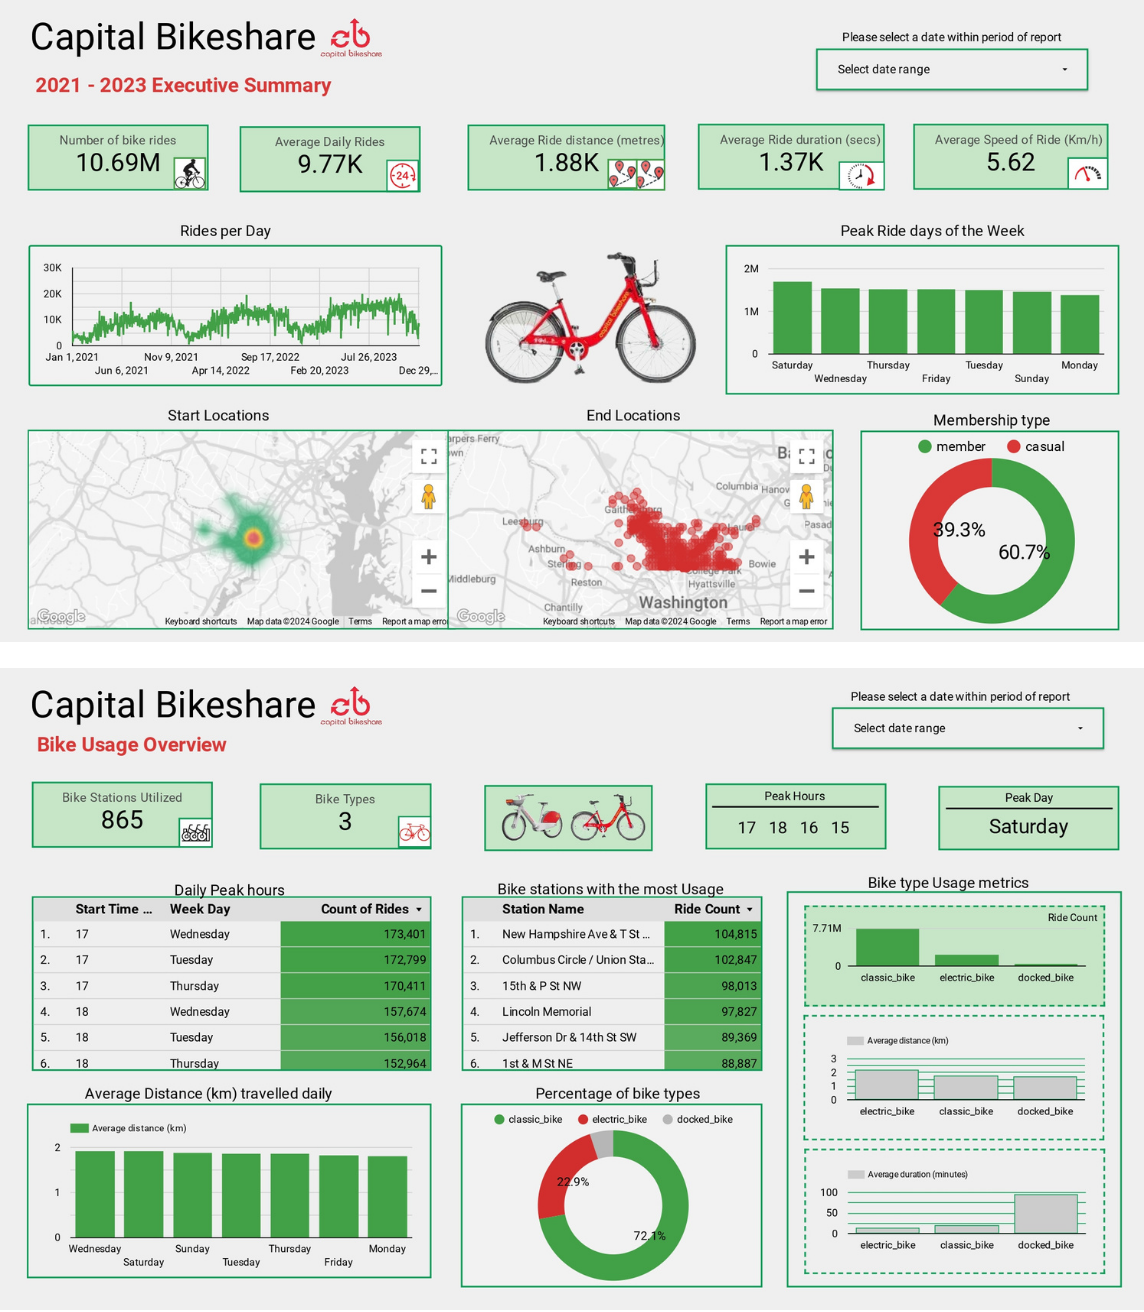 Capital Bikeshare
capital bikeshare
2021 - 2023 Executive Summary
Please select a date within period of report
Select date range
Number of bike rides
10.69M
Average Daily Rides
9.77K
24
Average Ride distance (metres)
1.88K
Average Ride duration (secs)
1.37K
Average Speed of Ride (Km/h)
5.62
Rides per Day
30K
20K
10K
0
Jan 1, 2021
Nov 9, 2021
Sep 17, 2022
Jul 26, 2023
Jun 6, 2021
Apr 14, 2022
Feb 20, 2023
Dec 29,...
Peak Ride days of the Week
2M
1M
0
Saturday
Thursday
Tuesday
Monday
Wednesday
Friday
Sunday
Start Locations
Google
Keyboard shortcuts
Map data ©2024 Google
Terms
Report a map error
End Locations
arpers Ferry
Columbia
Hanov
Gaithersburg
Leesburg
Laurel
Pasad
Ashburn
Sterling
Bowie
College Park
Reston
Hyattsville
Middleburg
Washington
Chantilly
Google
Keyboard shortcuts
Map data ©2024 Google
Terms
Report a map error
Membership type
member
casual
39.3%
60.7%
Capital Bikeshare
capital bikeshare
Bike Usage Overview
Please select a date within period of report
Select date range
Bike Stations Utilized
865
Bike Types
3
Peak Hours
17 18 16 15
Peak Day
Saturday
Daily Peak hours
Start Time ... Week Day Count of Rides
1. 17 Wednesday 173,401
2. 17 Tuesday 172,799
3. 17 Thursday 170,411
4. 18 Wednesday 157,674
5. 18 Tuesday 156,018
6. 18 Thursday 152,964
Bike stations with the most Usage
Station Name Ride Count
1. New Hampshire Ave & T St ... 104,815
2. Columbus Circle / Union Sta... 102,847
3. 15th & P St NW 98,013
4. Lincoln Memorial 97,827
5. Jefferson Dr & 14th St SW 89,369
6. 1st & M St NE 88,887
Bike type Usage metrics
Ride Count
7.71M
0
classic_bike
electric_bike
docked_bike
Average distance (km)
3
2
1
0
electric_bike
classic_bike
docked_bike
Average duration (minutes)
100
50
0
electric_bike
classic_bike
docked_bike
Average Distance (km) travelled daily
Average distance (km)
2
1
0
Wednesday
Sunday
Thursday
Monday
Saturday
Tuesday
Friday
Percentage of bike types
classic_bike
electric_bike
docked_bike
22.9%
72.1%